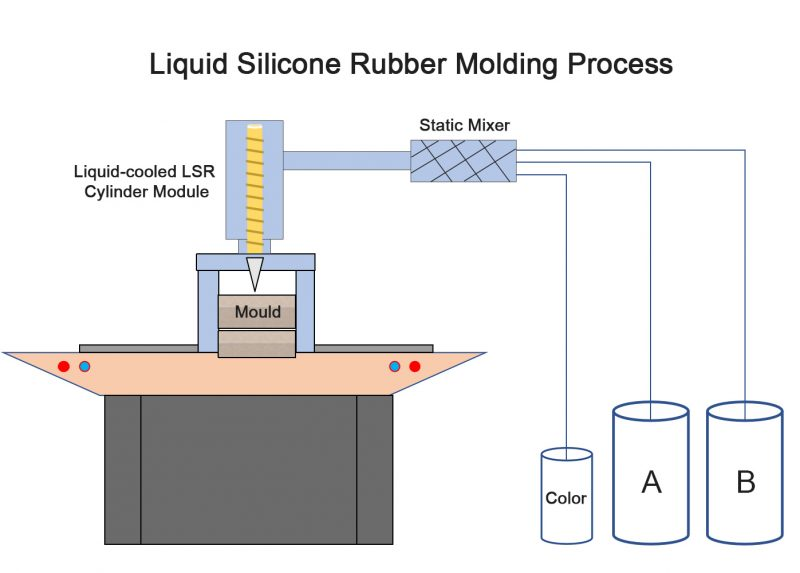 Liquid Silicone Rubber Molding Process
Static Mixer
Liquid-cooled LSR
Cylinder Module
Mould
Color
A
B